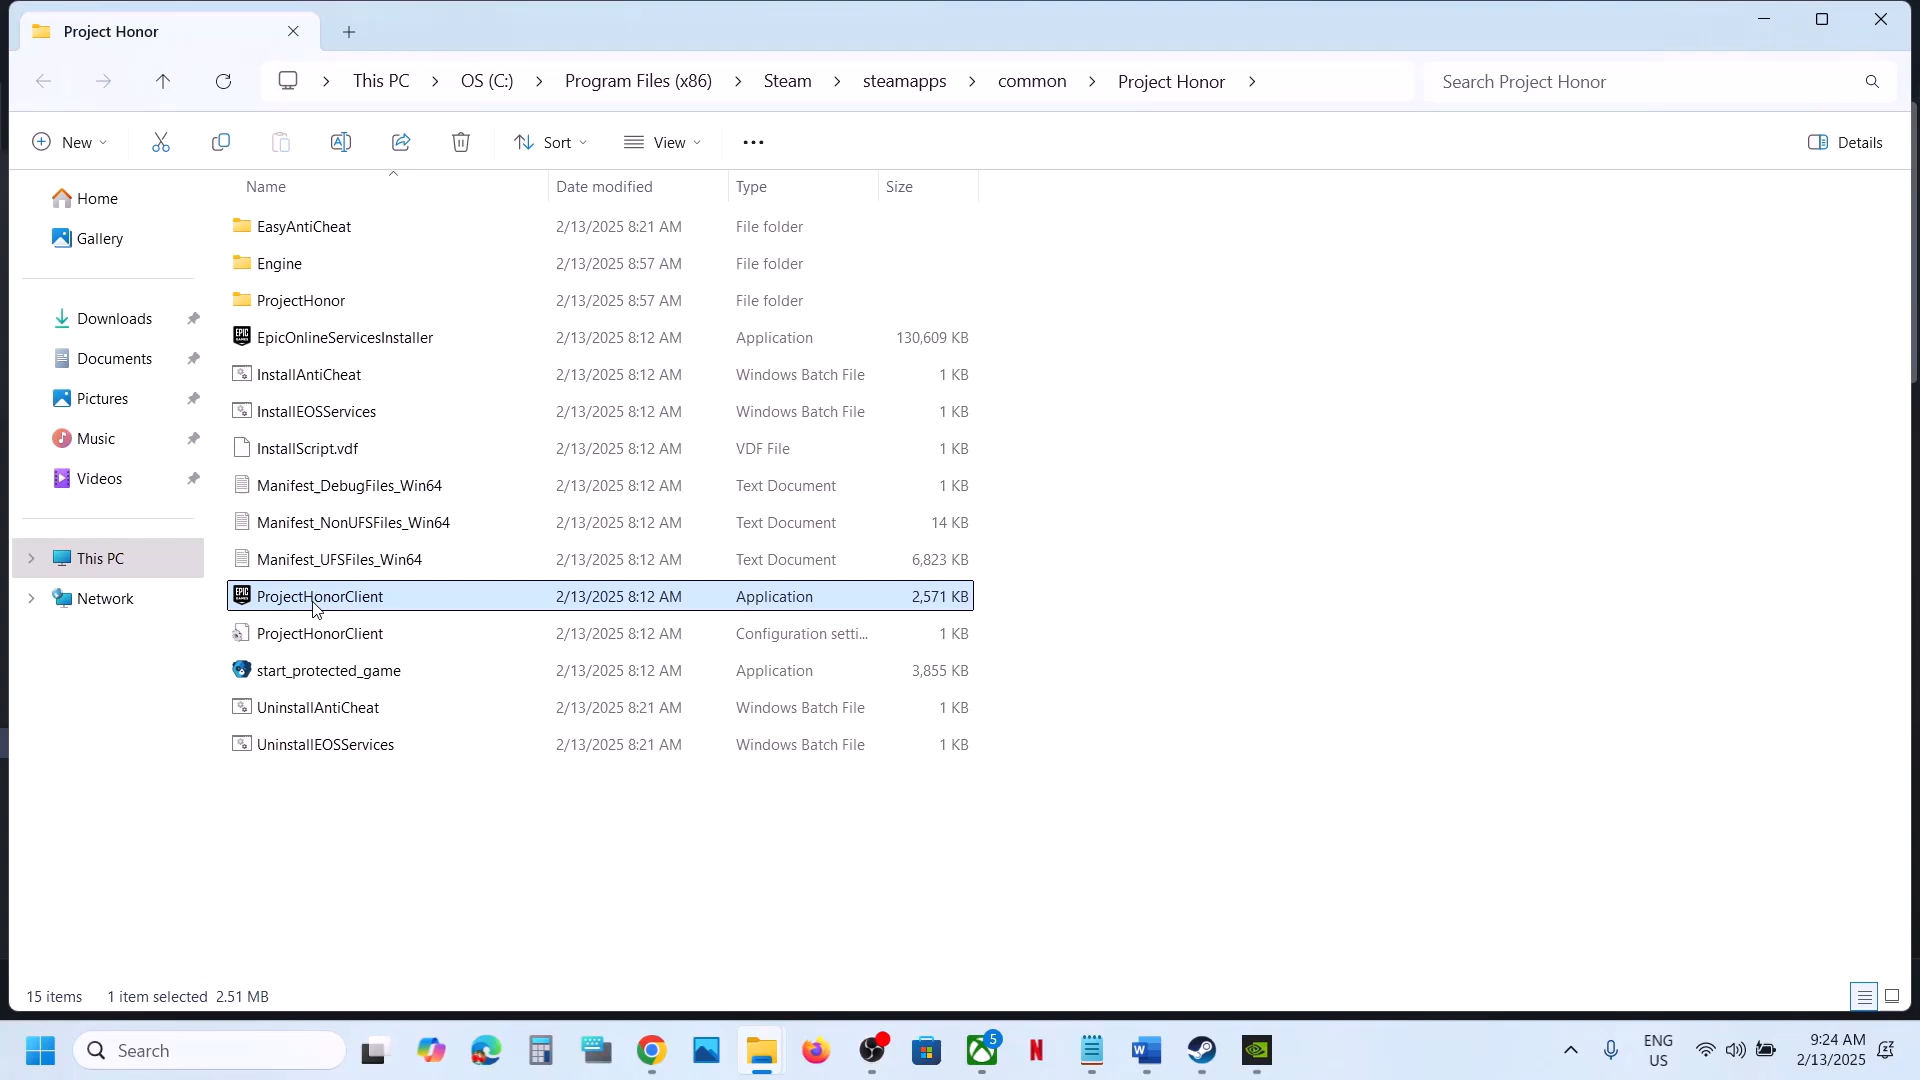 Project Honor
This PC
OS (C:)
Program Files (x86)
Steam
steamapps
common
Project Honor
Search Project Honor
New
Sort
View
Details
Name
Date modified
Type
Size
Home
Gallery
Downloads
Documents
Pictures
Music
Videos
This PC
Network
EasyAntiCheat 2/13/2025 8:21 AM File folder
Engine 2/13/2025 8:57 AM File folder
ProjectHonor 2/13/2025 8:57 AM File folder
EpicOnlineServicesInstaller 2/13/2025 8:12 AM Application 130,609 KB
InstallAntiCheat 2/13/2025 8:12 AM Windows Batch File 1 KB
InstallEOSServices 2/13/2025 8:12 AM Windows Batch File 1 KB
InstallScript.vdf 2/13/2025 8:12 AM VDF File 1 KB
Manifest_DebugFiles_Win64 2/13/2025 8:12 AM Text Document 1 KB
Manifest_NonUFSFiles_Win64 2/13/2025 8:12 AM Text Document 14 KB
Manifest_UFSFiles_Win64 2/13/2025 8:12 AM Text Document 6,823 KB
ProjectHonorClient 2/13/2025 8:12 AM Application 2,571 KB
ProjectHonorClient 2/13/2025 8:12 AM Configuration setti... 1 KB
start_protected_game 2/13/2025 8:12 AM Application 3,855 KB
UninstallAntiCheat 2/13/2025 8:21 AM Windows Batch File 1 KB
UninstallEOSServices 2/13/2025 8:21 AM Windows Batch File 1 KB
15 items 1 item selected 2.51 MB
Search
5
ENG
US
9:24 AM
2/13/2025